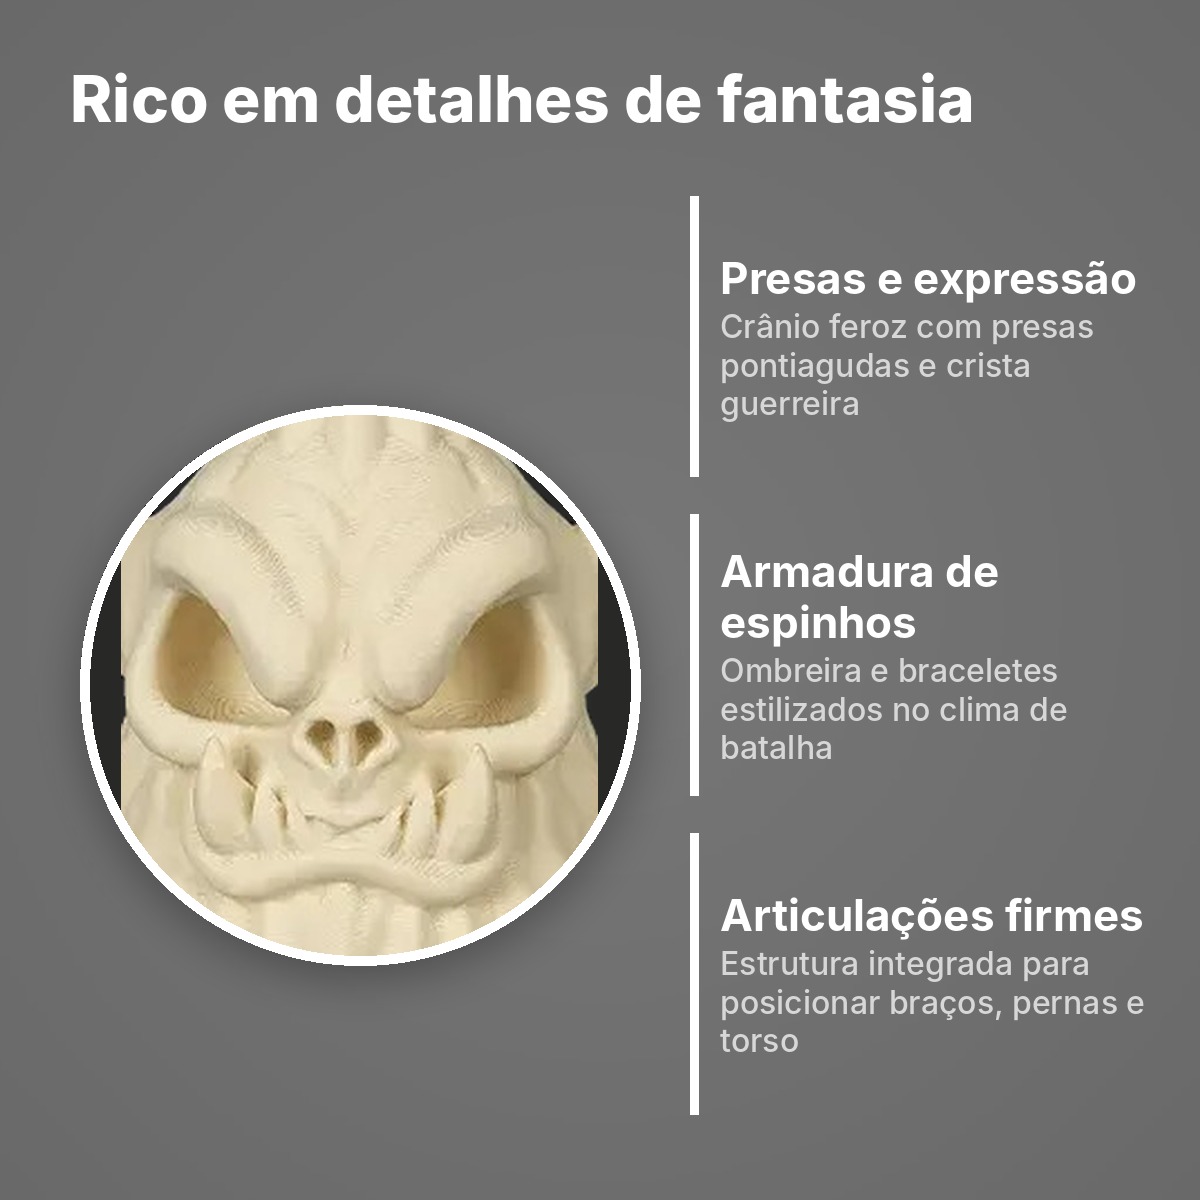 Rico em detalhes de fantasia
Presas e expressão
Crânio feroz com presas
pontiagudas e crista
guerreira
Armadura de
espinhos
Ombreira e braceletes
estilizados no clima de
batalha
Articulações firmes
Estrutura integrada para
posicionar braços, pernas e
torso